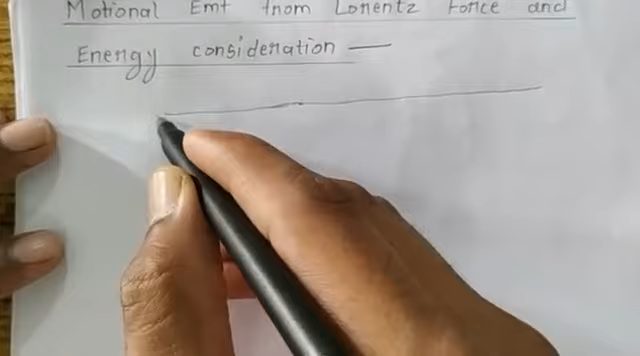 Motional Emf from Lorentz Force and
Energy consideration —